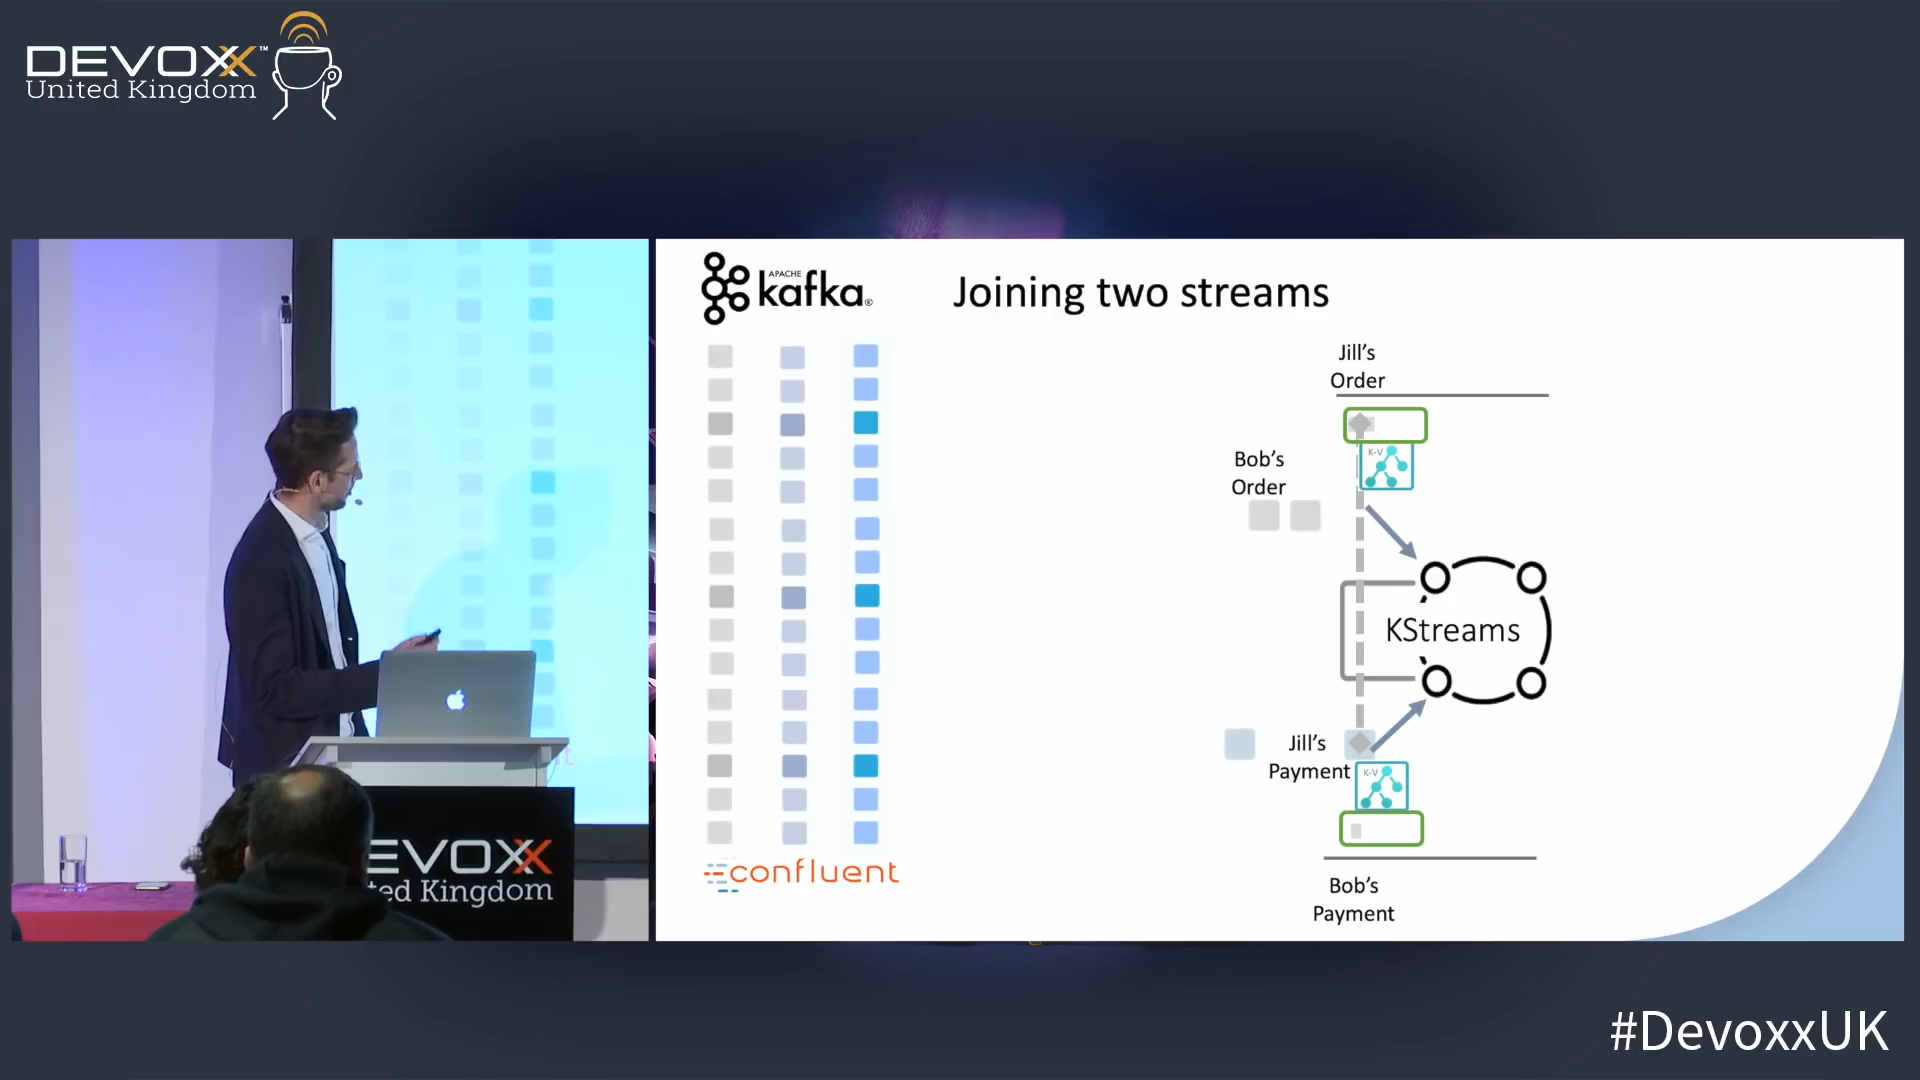 DEVOXX™
United Kingdom
APACHE
kafka®
Joining two streams
Jill's
Order
K-V
Bob's
Order
KStreams
Jill's
Payment
K-V
Bob's
Payment
confluent
EVOXX
ted Kingdom
#DevoxxUK